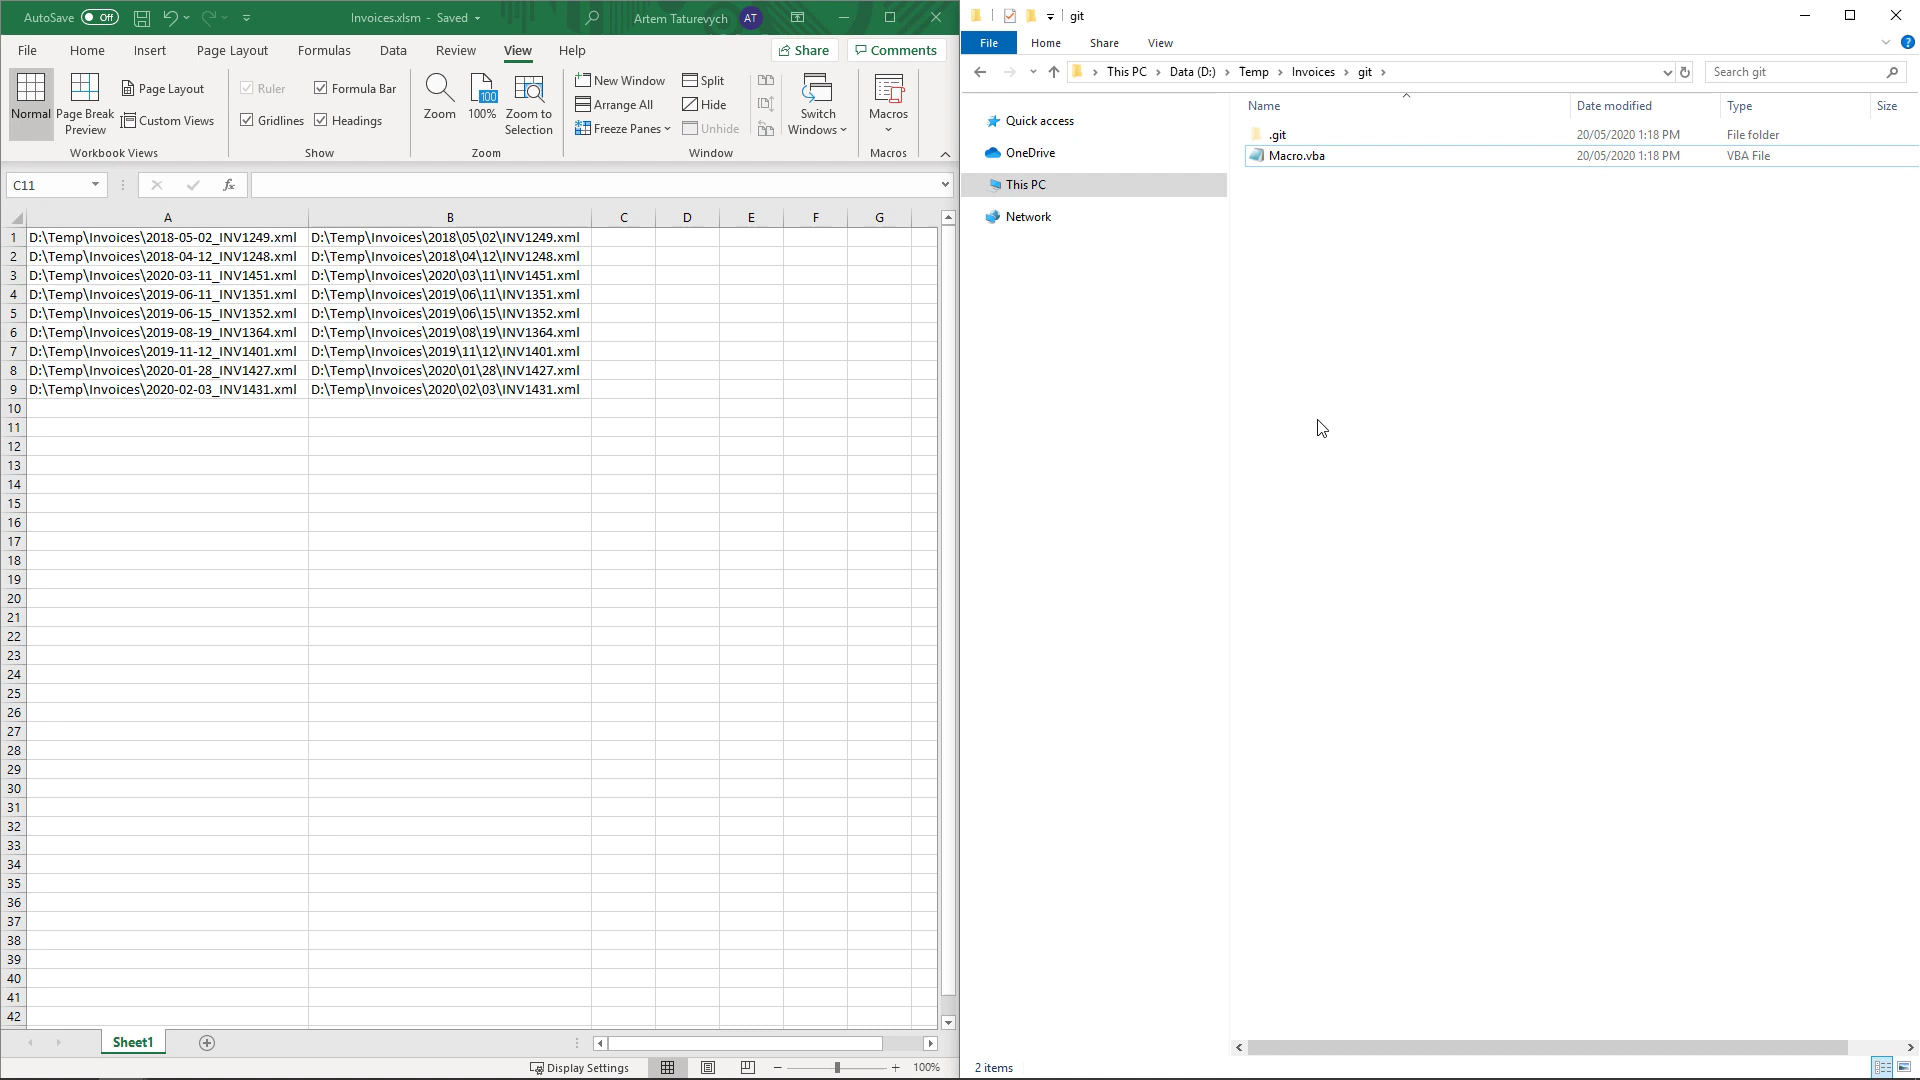 AutoSave Off Invoices.xlsm - Saved Artem Taturevych AT
File Home Insert Page Layout Formulas Data Review View Help Share Comments
Normal
Page Break Preview
Page Layout
Custom Views
Workbook Views
Ruler
Formula Bar
Gridlines
Headings
Show
Zoom
100
100%
Zoom to Selection
Zoom
New Window
Arrange All
Freeze Panes
Split
Hide
Unhide
Switch Windows
Window
Macros
Macros
C11 fx
A B C D E F G
1 D:\Temp\Invoices\2018-05-02_INV1249.xml D:\Temp\Invoices\2018\05\02\INV1249.xml
2 D:\Temp\Invoices\2018-04-12_INV1248.xml D:\Temp\Invoices\2018\04\12\INV1248.xml
3 D:\Temp\Invoices\2020-03-11_INV1451.xml D:\Temp\Invoices\2020\03\11\INV1451.xml
4 D:\Temp\Invoices\2019-06-11_INV1351.xml D:\Temp\Invoices\2019\06\11\INV1351.xml
5 D:\Temp\Invoices\2019-06-15_INV1352.xml D:\Temp\Invoices\2019\06\15\INV1352.xml
6 D:\Temp\Invoices\2019-08-19_INV1364.xml D:\Temp\Invoices\2019\08\19\INV1364.xml
7 D:\Temp\Invoices\2019-11-12_INV1401.xml D:\Temp\Invoices\2019\11\12\INV1401.xml
8 D:\Temp\Invoices\2020-01-28_INV1427.xml D:\Temp\Invoices\2020\01\28\INV1427.xml
9 D:\Temp\Invoices\2020-02-03_INV1431.xml D:\Temp\Invoices\2020\02\03\INV1431.xml
10
11
12
13
14
15
16
17
18
19
20
21
22
23
24
25
26
27
28
29
30
31
32
33
34
35
36
37
38
39
40
41
42
Sheet1
Display Settings 100%
git
File Home Share View
This PC Data (D:) Temp Invoices git Search git
Quick access
OneDrive
This PC
Network
Name Date modified Type Size
.git 20/05/2020 1:18 PM File folder
Macro.vba 20/05/2020 1:18 PM VBA File
2 items